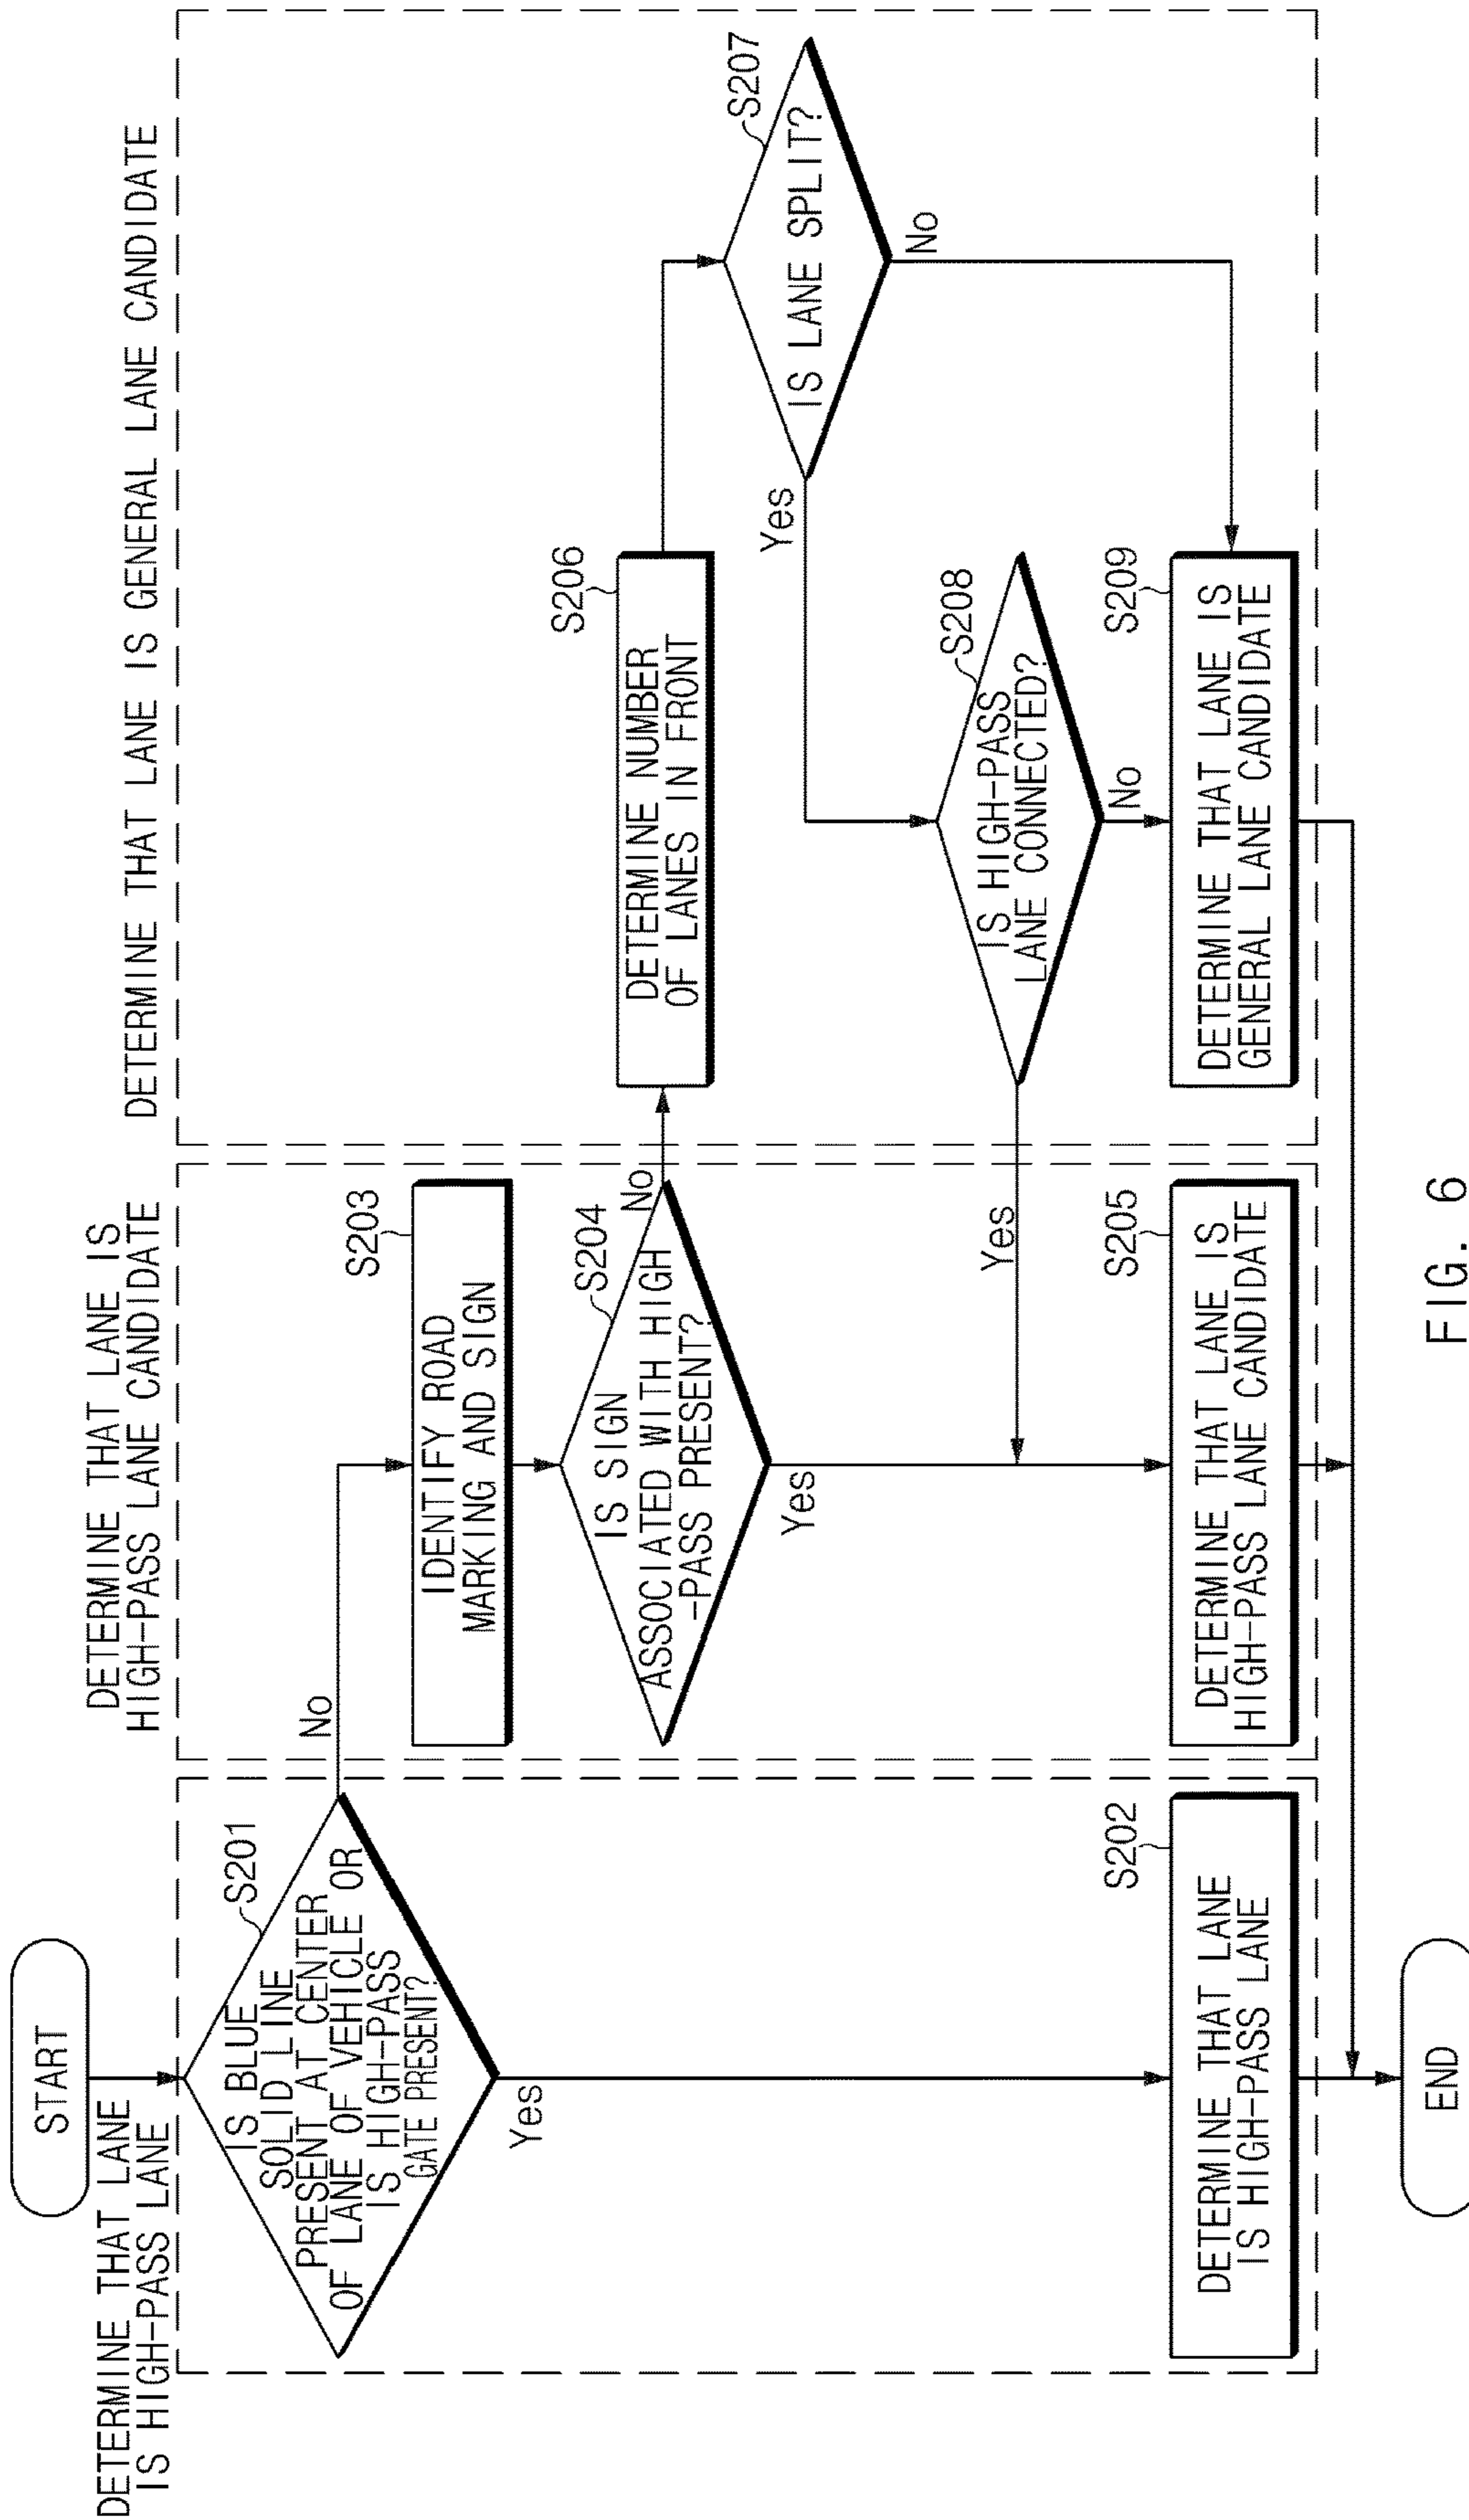 START
DETERMINE THAT LANE
IS HIGH-PASS LANE
S201
IS BLUE
SOLID LINE
PRESENT AT CENTER
OF LANE OF VEHICLE OR
IS HIGH-PASS
GATE PRESENT?
Yes
No
S202
DETERMINE THAT LANE
IS HIGH-PASS LANE
END
DETERMINE THAT LANE IS
HIGH-PASS LANE CANDIDATE
S203
IDENTIFY ROAD
MARKING AND SIGN
S204
IS SIGN
ASSOCIATED WITH HIGH
-PASS PRESENT?
No
Yes
Yes
S205
DETERMINE THAT LANE IS
HIGH-PASS LANE CANDIDATE
DETERMINE THAT LANE IS GENERAL LANE CANDIDATE
S206
DETERMINE NUMBER
OF LANES IN FRONT
S207
IS LANE SPLIT?
Yes
No
S208
IS HIGH-PASS
LANE CONNECTED?
No
S209
DETERMINE THAT LANE IS
GENERAL LANE CANDIDATE
FIG. 6